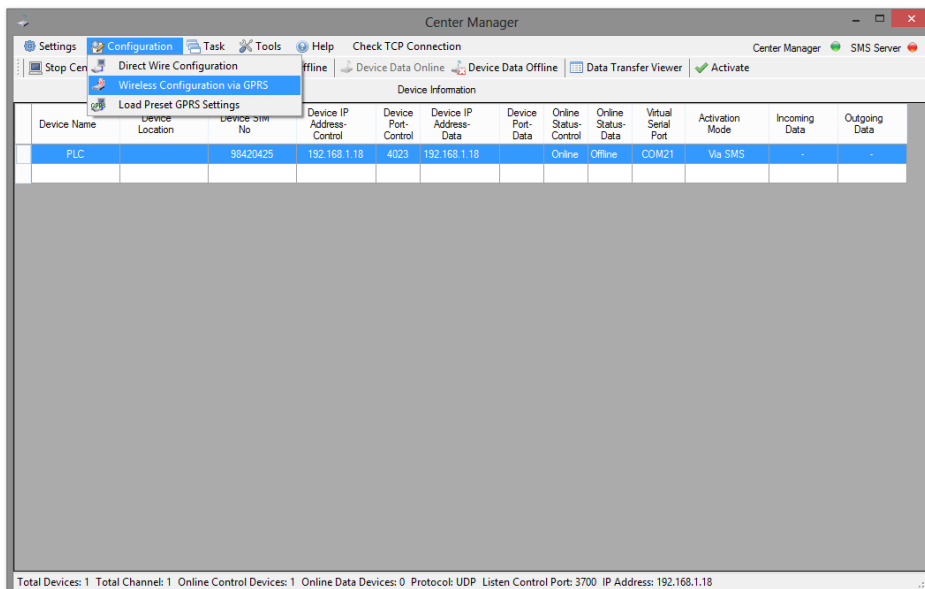 Center Manager
Settings Configuration Task Tools Help Check TCP Connection Center Manager SMS Server
Stop Cen ffline Device Data Online Device Data Offline Data Transfer Viewer Activate
Direct Wire Configuration
Wireless Configuration via GPRS
Load Preset GPRS Settings
Device Information
Device Name Device Location Device SIM No Device IP Address-Control Device Port-Control Device IP Address-Data Device Port-Data Online Status-Control Online Status-Data Virtual Serial Port Activation Mode Incoming Data Outgoing Data
PLC 98420425 192.168.1.18 4023 192.168.1.18 Online Offline COM21 Via SMS - -
Total Devices: 1 Total Channel: 1 Online Control Devices: 1 Online Data Devices: 0 Protocol: UDP Listen Control Port: 3700 IP Address: 192.168.1.18